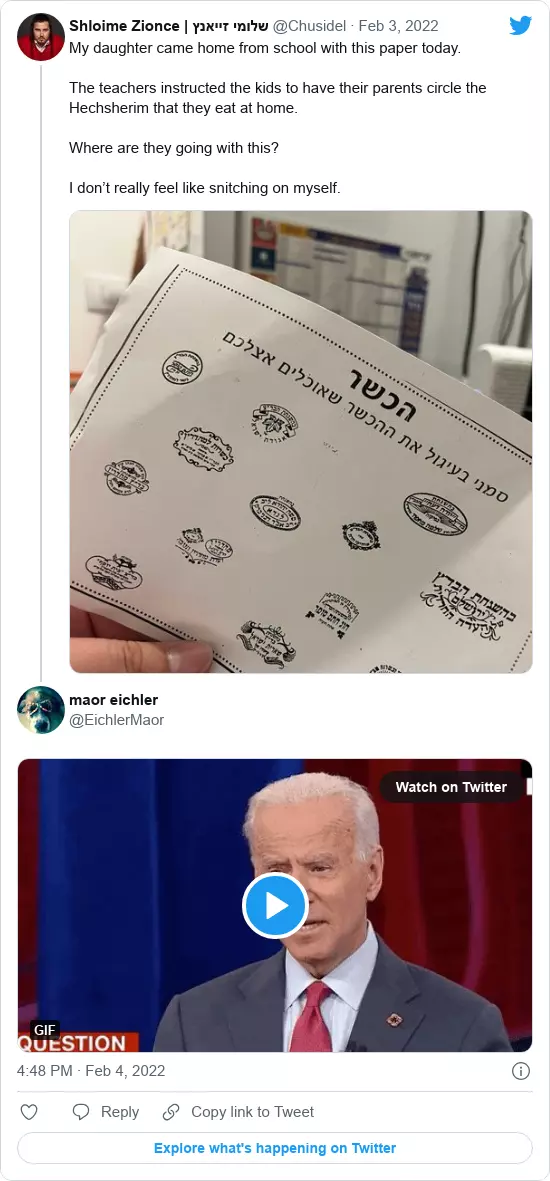 Shloime Zionce | שלומי זייאנץ @Chusidel · Feb 3, 2022
My daughter came home from school with this paper today.
The teachers instructed the kids to have their parents circle the
Hechsherim that they eat at home.
Where are they going with this?
I don’t really feel like snitching on myself.
הכשר
סמני בעיגול את ההכשר שאוכלים אצלכם
בהשגחת הבד"ץ
ירושלים
maor eichler
@EichlerMaor
Watch on Twitter
GIF
QUESTION
4:48 PM · Feb 4, 2022
Reply
Copy link to Tweet
Explore what's happening on Twitter